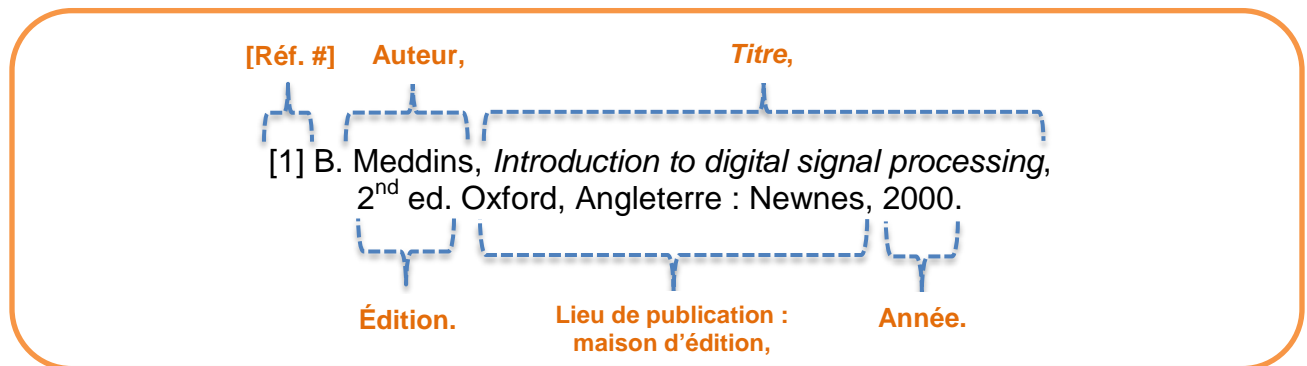 [Réf. #] Auteur, Titre,
[1] B. Meddins, Introduction to digital signal processing,
2nd ed. Oxford, Angleterre : Newnes, 2000.
Édition. Lieu de publication : Année.
maison d’édition,